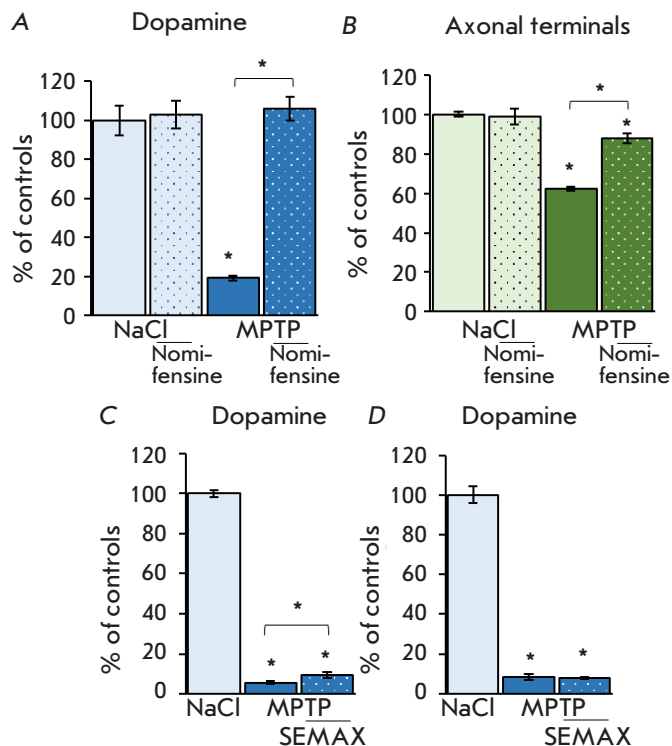 A Dopamine
B Axonal terminals
% of controls
120
100
80
60
40
20
0
*
*
NaCl MPTP
Nomi-
fensine
Nomi-
fensine
% of controls
120
100
80
60
40
20
0
*
*
*
NaCl MPTP
Nomi-
fensine
Nomi-
fensine
C Dopamine
D Dopamine
% of controls
120
100
80
60
40
20
0
*
*
*
NaCl MPTP
SEMAX
% of controls
120
100
80
60
40
20
0
*
*
NaCl MPTP
SEMAX